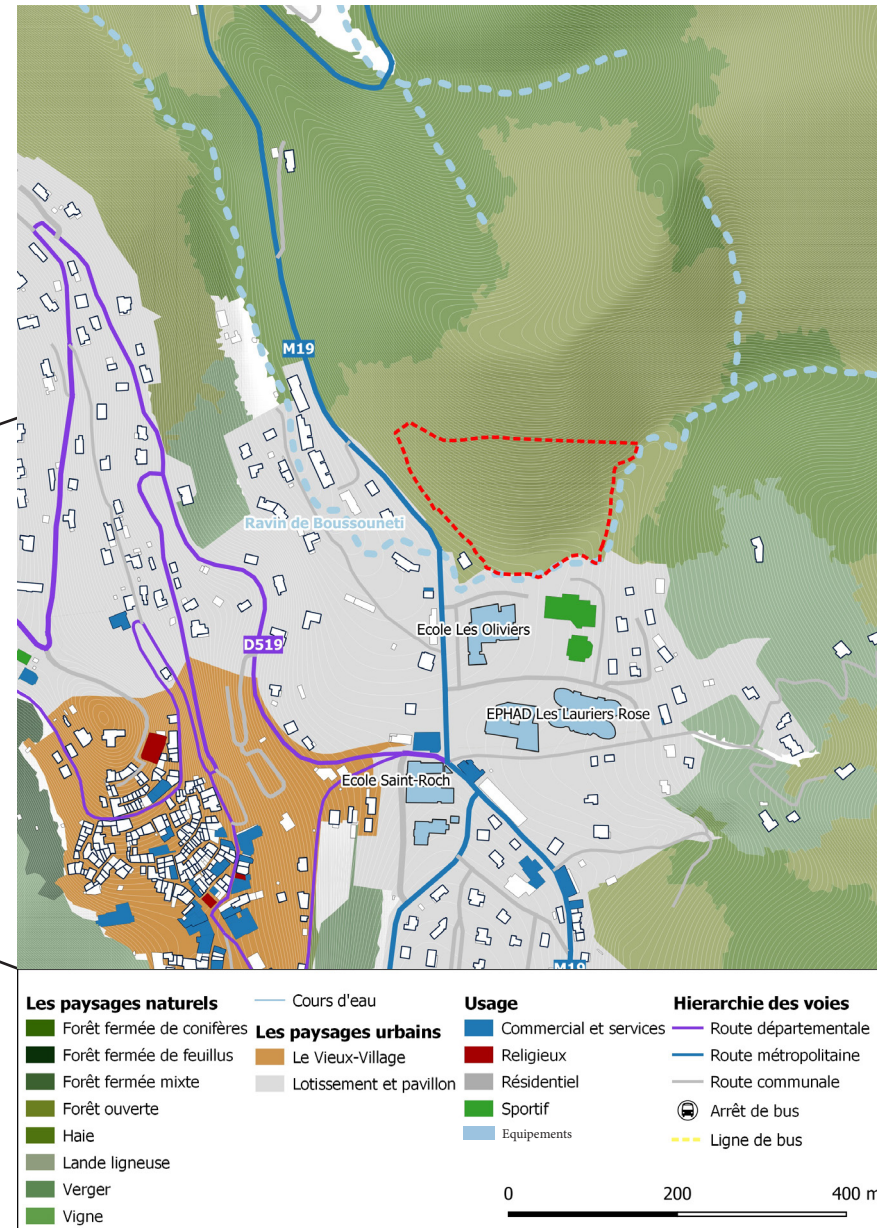 M19
Ravin de Boussouneti
Ecole Les Oliviers
D519
EPHAD Les Lauriers Rose
Ecole Saint-Roch
M19
Les paysages naturels
Forêt fermée de conifères
Forêt fermée de feuillus
Forêt fermée mixte
Forêt ouverte
Haie
Lande ligneuse
Verger
Vigne
Cours d'eau
Les paysages urbains
Le Vieux-Village
Lotissement et pavillon
Usage
Commercial et services
Religieux
Résidentiel
Sportif
Equipements
Hierarchie des voies
Route départementale
Route métropolitaine
Route communale
Arrêt de bus
Ligne de bus
0 200 400 m